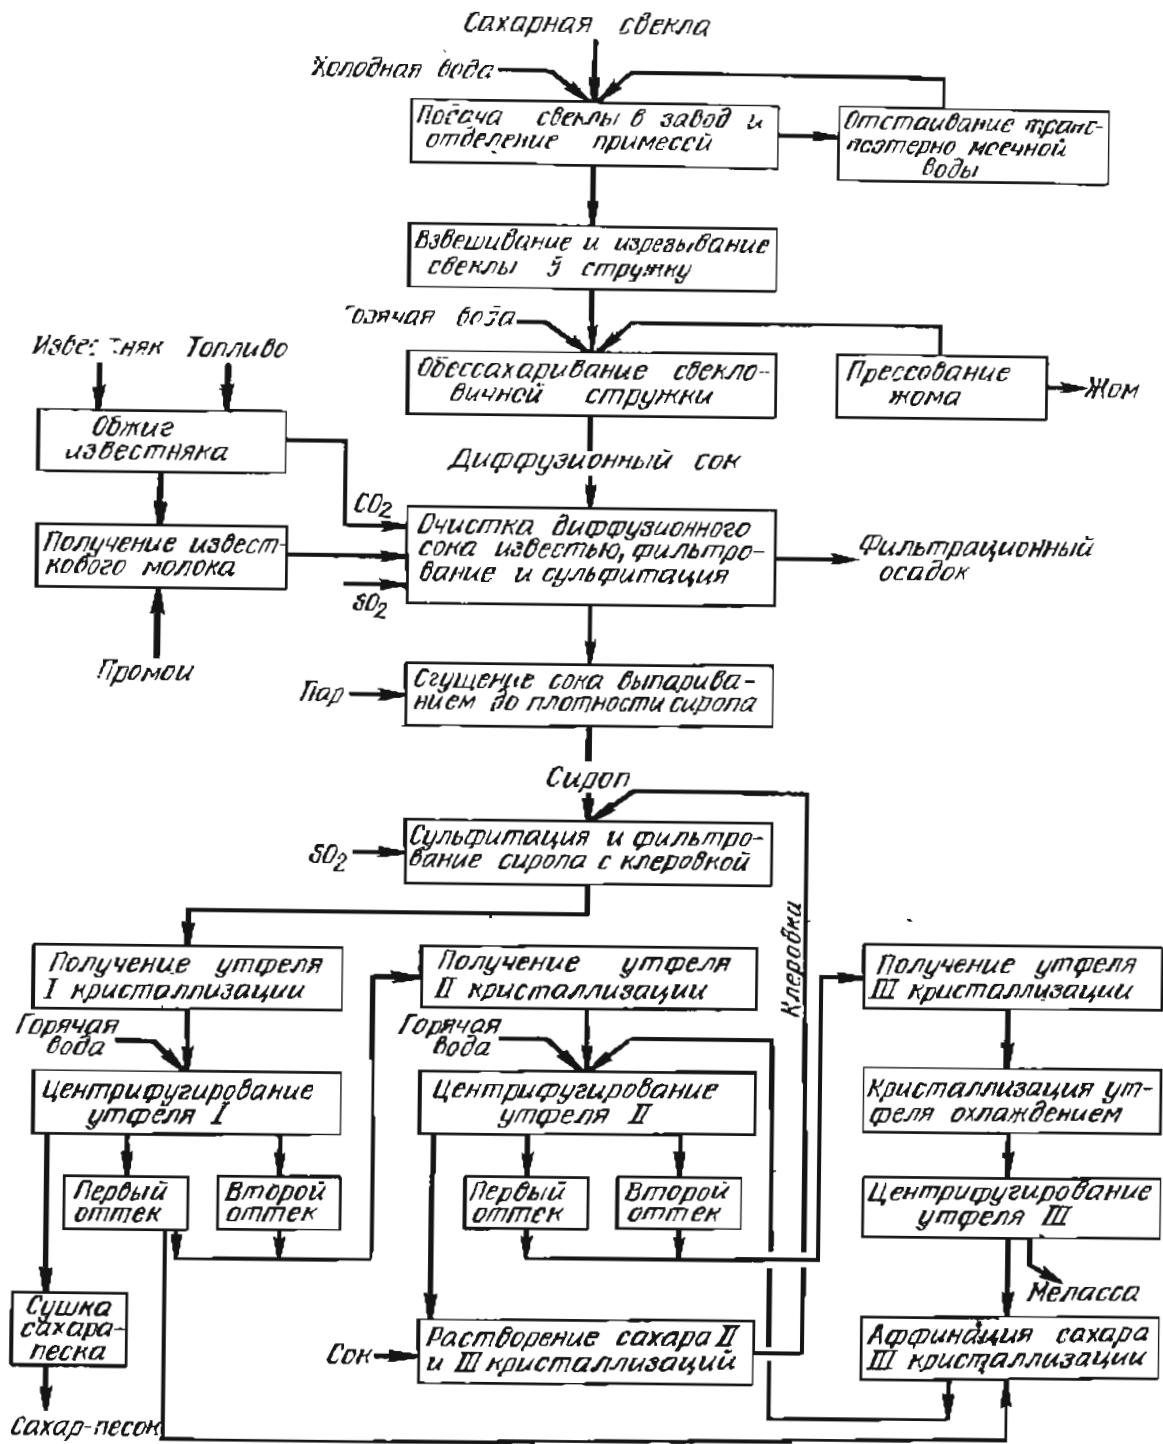 Сахарная свекла
Холодная вода
Подача свеклы в завод и
отделение примесей
Отстаивание транс-
портерно моечной
воды
Взвешивание и изрезывание
свеклы в стружку
Горячая вода
Известняк Топливо
Обессахаривание свекло-
вичной стружки
Прессование
жома
Жом
Обжиг
известняка
Диффузионный сок
CO2
Получение извест-
кового молока
Очистка диффузионного
сока известью, фильтро-
вание и сульфитация
Фильтрационный
осадок
SO2
Промои
Пар
Сгущение сока выпарива-
нием до плотности сиропа
Сироп
SO2
Сульфитация и фильтро-
вание сиропа с клеровкой
Клеровка
Получение утфеля
I кристаллизации
Получение утфеля
II кристаллизации
Получение утфеля
III кристаллизации
Горячая
вода
Горячая
вода
Центрифугирование
утфеля I
Центрифугирование
утфеля II
Кристаллизация ут-
феля охлаждением
Первый
оттек
Второй
оттек
Первый
оттек
Второй
оттек
Центрифугирование
утфеля III
Меласса
Сушка
сахара-
песка
Сок
Растворение сахара II
и III кристаллизаций
Аффинация сахара
III кристаллизации
Сахар-песок